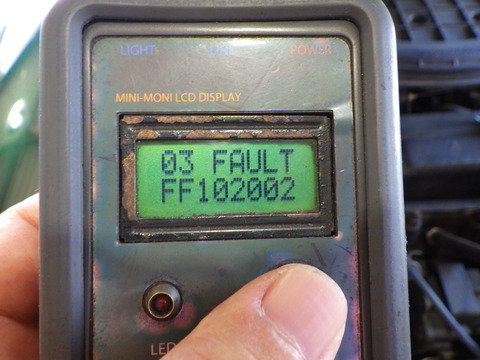 LIGHT
POWER
MINI-MONI LCD DISPLAY
03 FAULT
FF102002
LED